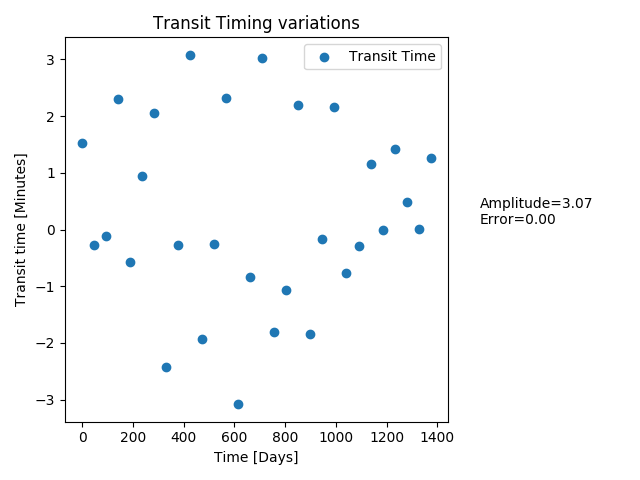 Transit Timing variations
Transit Time
3
2
1
0
−1
−2
−3
Transit time [Minutes]
Amplitude=3.07
Error=0.00
0 200 400 600 800 1000 1200 1400
Time [Days]